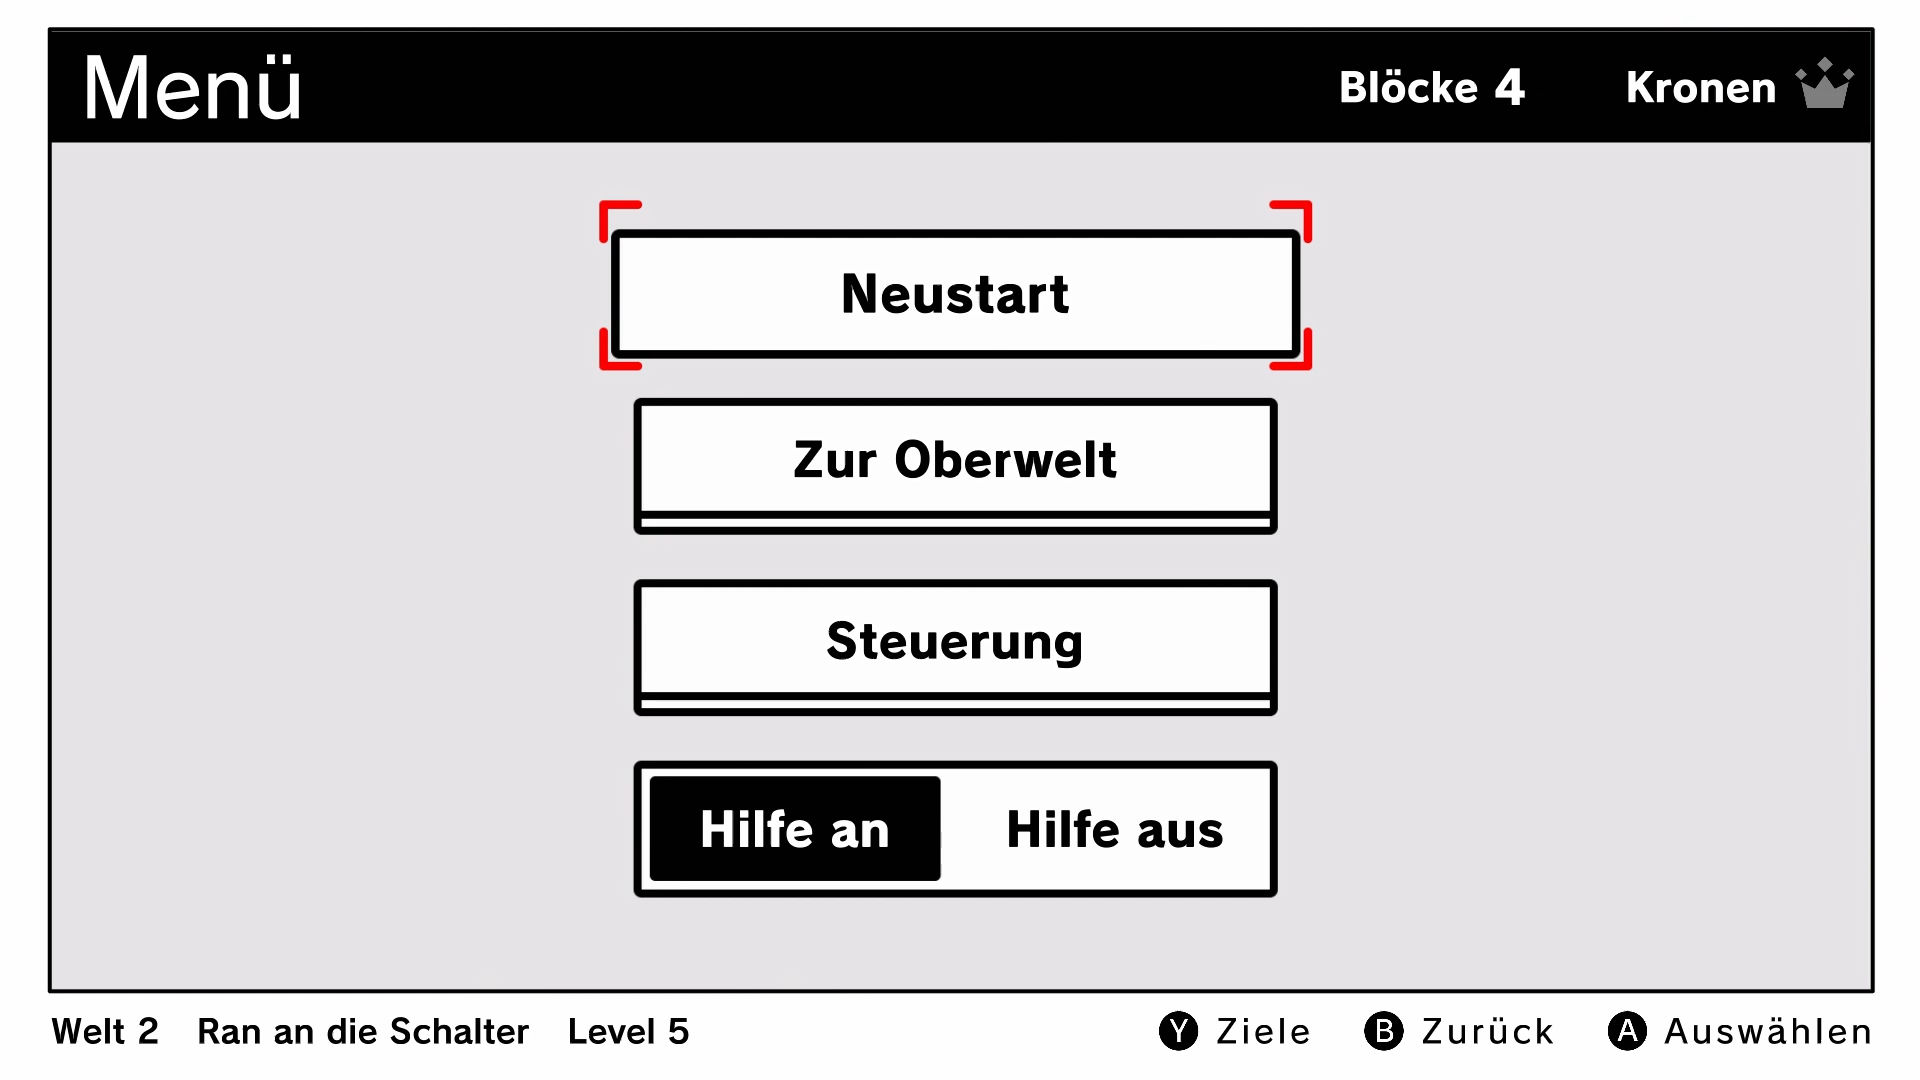 Menü
Blöcke 4 Kronen
Neustart
Zur Oberwelt
Steuerung
Hilfe an Hilfe aus
Welt 2 Ran an die Schalter Level 5
Y Ziele B Zurück A Auswählen